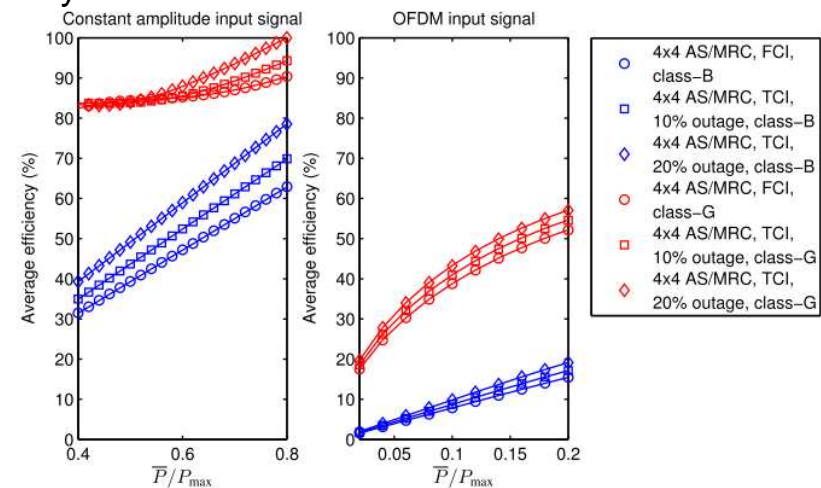 Constant amplitude input signal
100
90
80
70
60
50
40
30
20
10
0
0.4 0.6 0.8
Average efficiency (%)
P/Pmax
OFDM input signal
100
90
80
70
60
50
40
30
20
10
0
0.05 0.1 0.15 0.2
Average efficiency (%)
P/Pmax
4x4 AS/MRC, FCI,
class−B
4x4 AS/MRC, TCI,
10% outage, class−B
4x4 AS/MRC, TCI,
20% outage, class−B
4x4 AS/MRC, FCI,
class−G
4x4 AS/MRC, TCI,
10% outage, class−G
4x4 AS/MRC, TCI,
20% outage, class−G